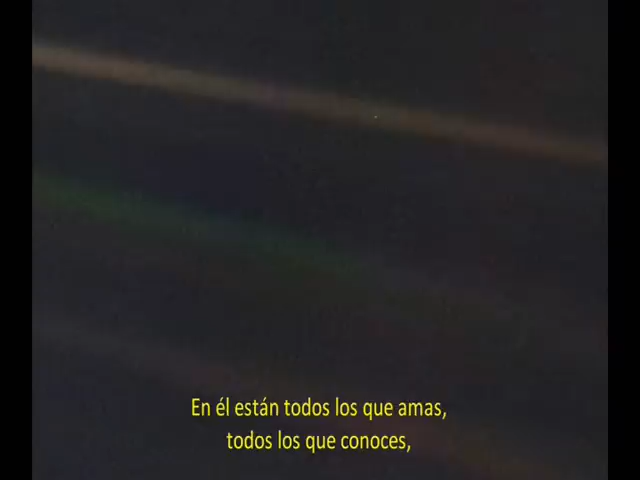 En él están todos los que amas,
todos los que conoces,